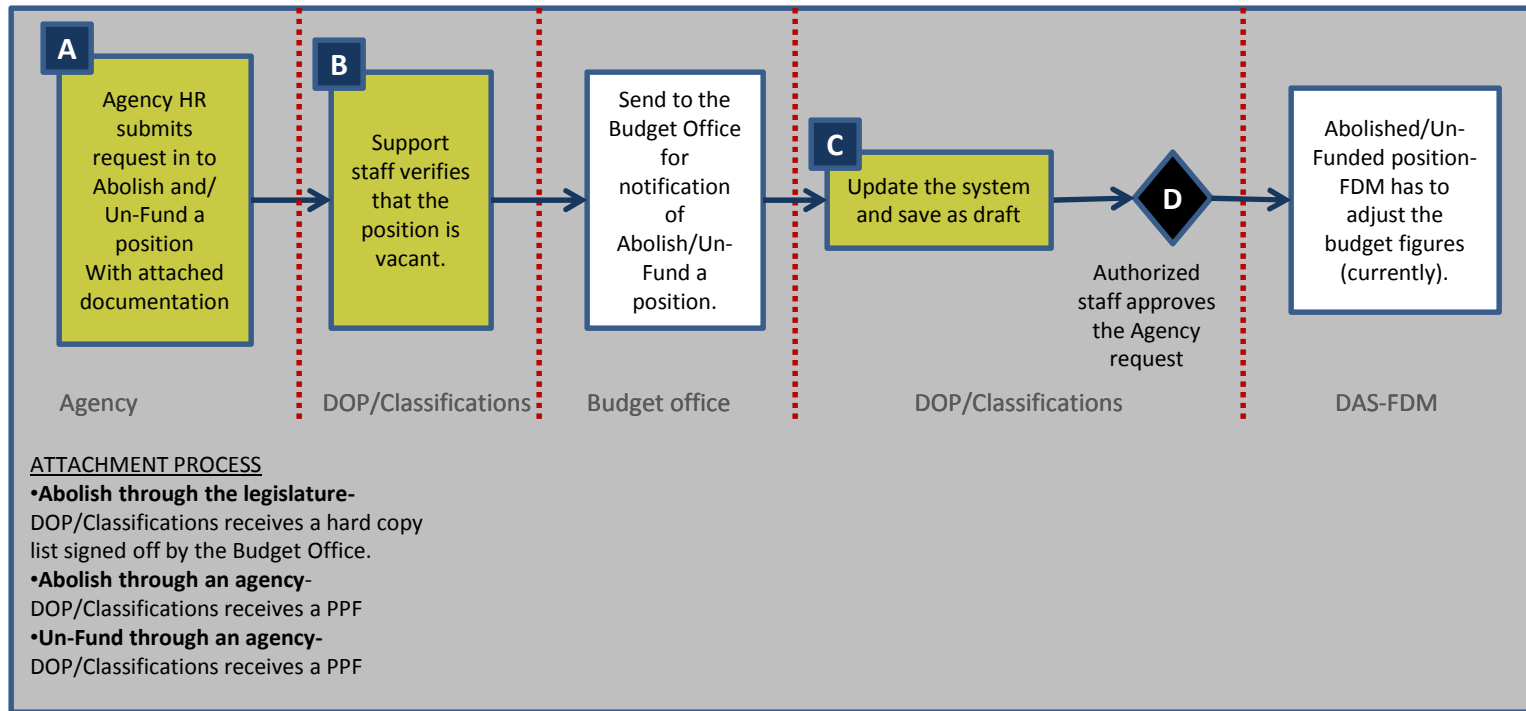 A
Agency HR
submits
request in to
Abolish and/
Un-Fund a
position
With attached
documentation
B
Support
staff verifies
that the
position is
vacant.
Send to the
Budget Office
for
notification
of
Abolish/Un-
Fund a
position.
C
Update the system
and save as draft
D
Authorized
staff approves
the Agency
request
Abolished/Un-
Funded position-
FDM has to
adjust the
budget figures
(currently).
Agency
DOP/Classifications
Budget office
DOP/Classifications
DAS-FDM
ATTACHMENT PROCESS
•Abolish through the legislature-
DOP/Classifications receives a hard copy
list signed off by the Budget Office.
•Abolish through an agency-
DOP/Classifications receives a PPF
•Un-Fund through an agency-
DOP/Classifications receives a PPF